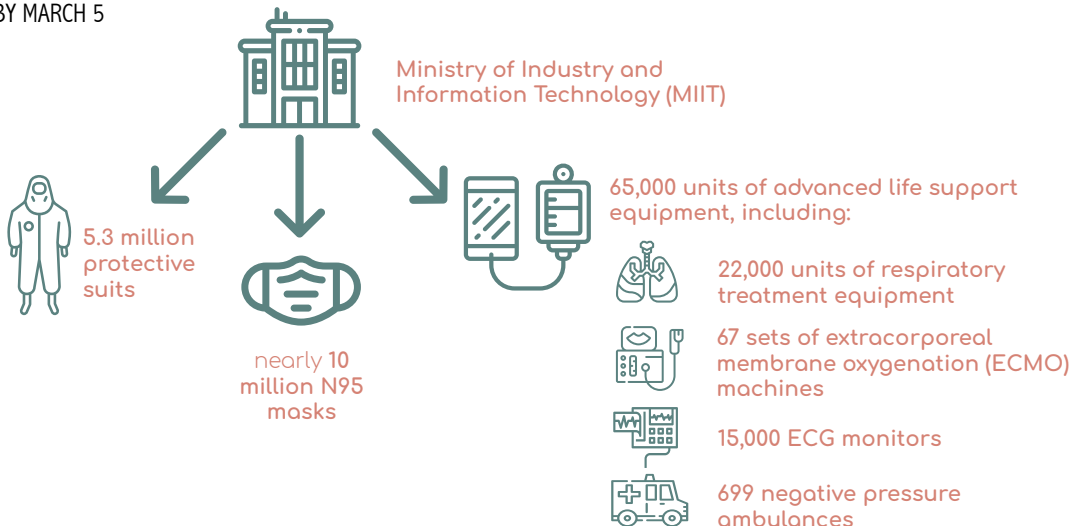 BY MARCH 5
Ministry of Industry and
Information Technology (MIIT)
5.3 million
protective
suits
nearly 10
million N95
masks
65,000 units of advanced life support
equipment, including:
22,000 units of respiratory
treatment equipment
67 sets of extracorporeal
membrane oxygenation (ECMO)
machines
15,000 ECG monitors
699 negative pressure
ambulances